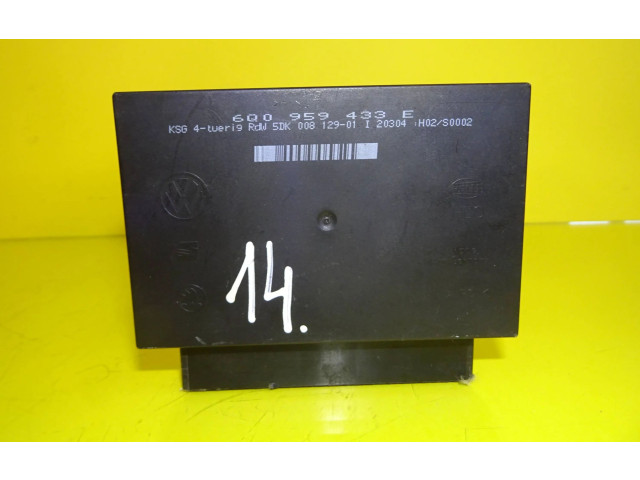 6Q0 959 433 E
KSG 4-tuerig RdW 5DK 008 129-01 I 20304 H02/S0002
14.